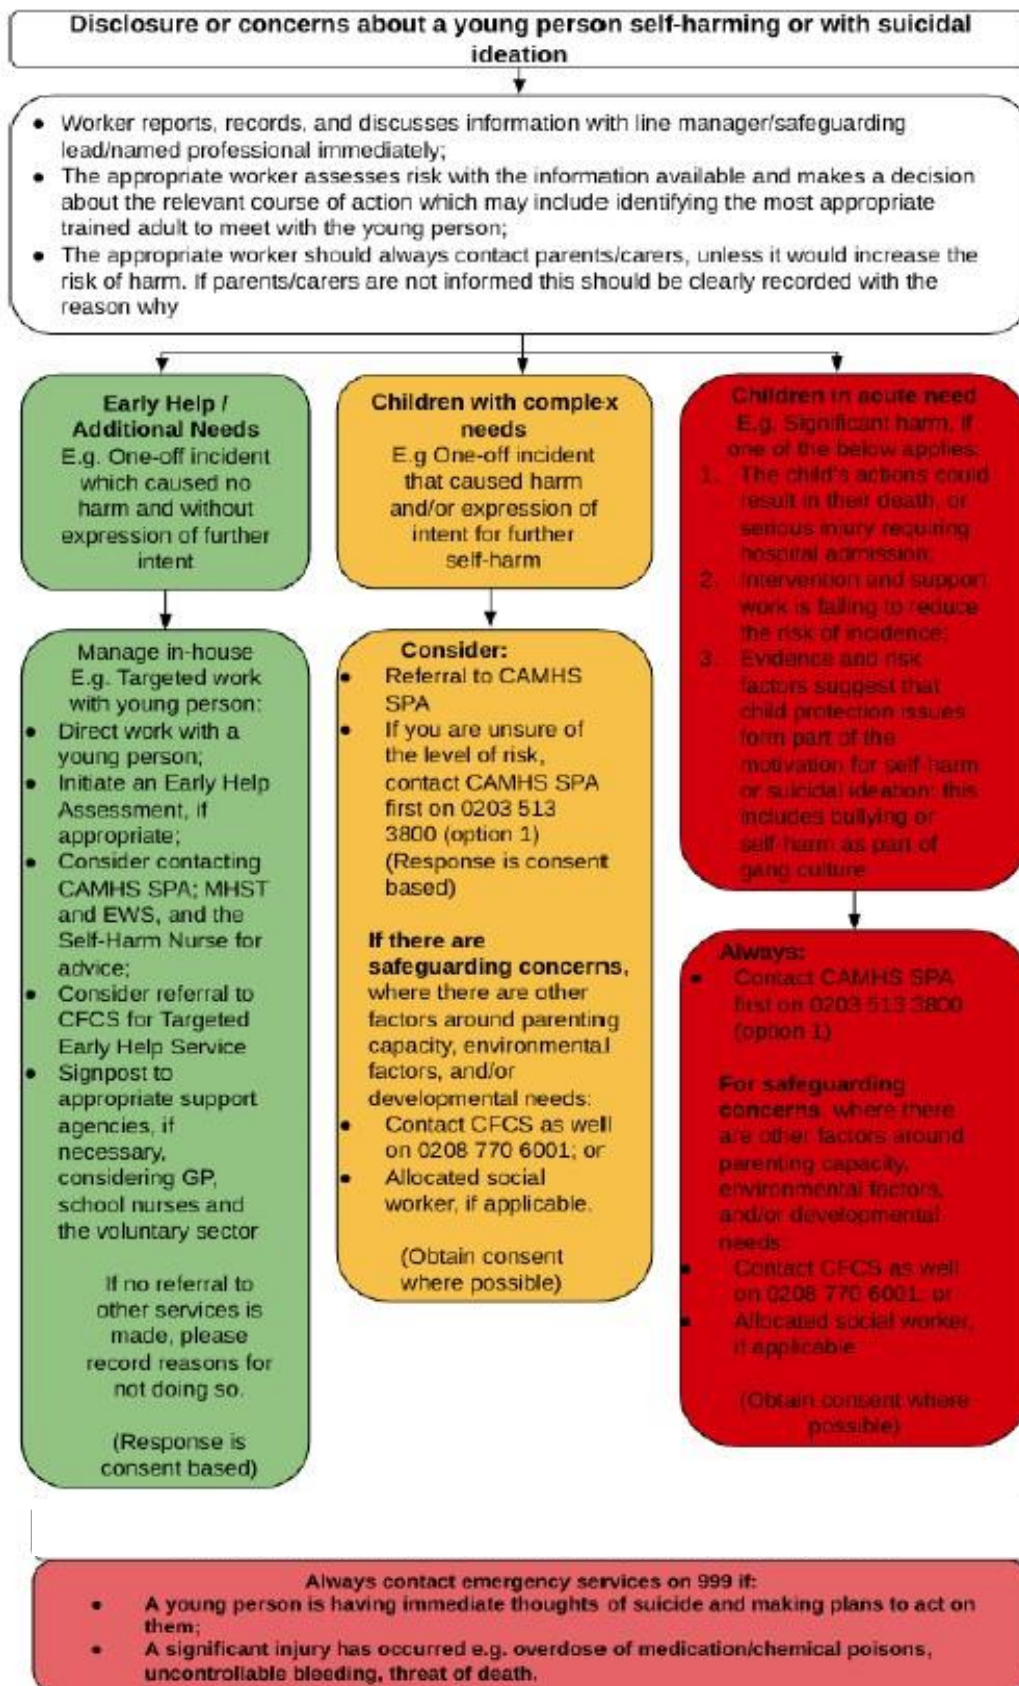 Disclosure or concerns about a young person self-harming or with suicidal
ideation
● Worker reports, records, and discusses information with line manager/safeguarding
lead/named professional immediately;
● The appropriate worker assesses risk with the information available and makes a decision
about the relevant course of action which may include identifying the most appropriate
trained adult to meet with the young person;
● The appropriate worker should always contact parents/carers, unless it would increase the
risk of harm. If parents/carers are not informed this should be clearly recorded with the
reason why
Early Help /
Additional Needs
E.g. One-off incident
which caused no
harm and without
expression of further
intent
Manage in-house
E.g. Targeted work
with young person:
● Direct work with a
young person;
● Initiate an Early Help
Assessment, if
appropriate;
● Consider contacting
CAMHS SPA; MHST
and EWS, and the
Self-Harm Nurse for
advice;
● Consider referral to
CFCS for Targeted
Early Help Service
● Signpost to
appropriate support
agencies, if
necessary,
considering GP,
school nurses and
the voluntary sector
If no referral to
other services is
made, please
record reasons for
not doing so.
(Response is
consent based)
Children with complex
needs
E.g One-off incident
that caused harm
and/or expression of
intent for further
self-harm
Consider:
● Referral to CAMHS
SPA
● If you are unsure of
the level of risk,
contact CAMHS SPA
first on 0203 513
3800 (option 1)
(Response is consent
based)
If there are
safeguarding concerns,
where there are other
factors around parenting
capacity, environmental
factors, and/or
developmental needs:
● Contact CFCS as well
on 0208 770 6001; or
● Allocated social
worker, if applicable.
(Obtain consent
where possible)
Children in acute need
E.g. Significant harm, if
one of the below applies:
1. The child's actions could
result in their death, or
serious injury requiring
hospital admission;
2. Intervention and support
work is failing to reduce
the risk of incidence;
3. Evidence and risk
factors suggest that
child protection issues
form part of the
motivation for self-harm
or suicidal ideation: this
includes bullying or
self-harm as part of
gang culture
Always:
● Contact CAMHS SPA
first on 0203 513 3800
(option 1)
For safeguarding
concerns, where there
are other factors around
parenting capacity,
environmental factors,
and/or developmental
needs:
● Contact CFCS as well
on 0208 770 6001; or
● Allocated social worker,
if applicable
(Obtain consent where
possible)
Always contact emergency services on 999 if:
● A young person is having immediate thoughts of suicide and making plans to act on
them;
● A significant injury has occurred e.g. overdose of medication/chemical poisons,
uncontrollable bleeding, threat of death.